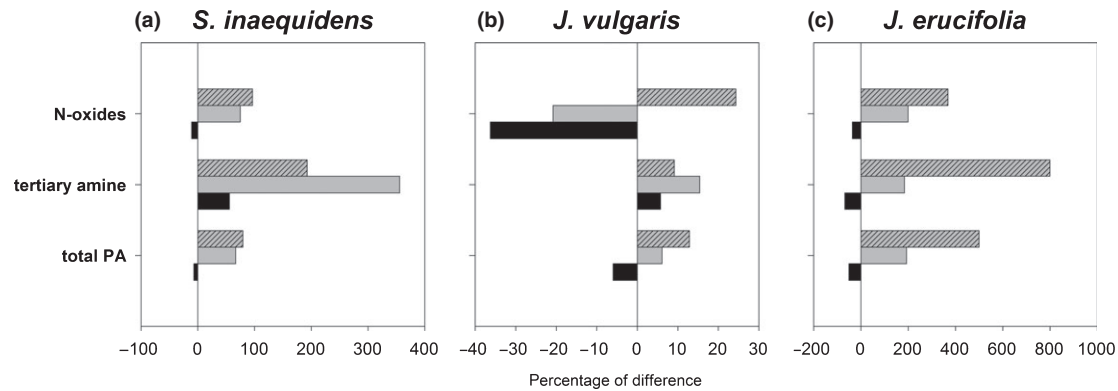 (a) S. inaequidens (b) J. vulgaris (c) J. erucifolia
N-oxides
tertiary amine
total PA
−100 0 100 200 300 400 −40 −30 −20 −10 0 10 20 30 −200 0 200 400 600 800 1000
Percentage of difference